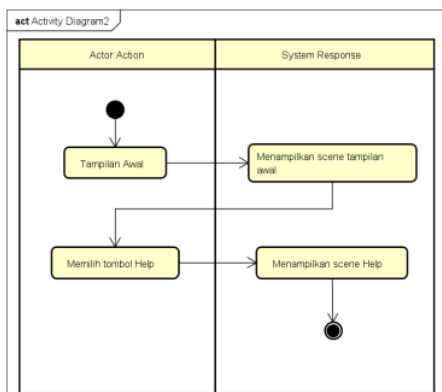 act Activity Diagram2
Actor Action
System Response
Tampilan Awal
Menampilkan scene tampilan
awal
Memilih tombol Help
Menampilkan scene Help